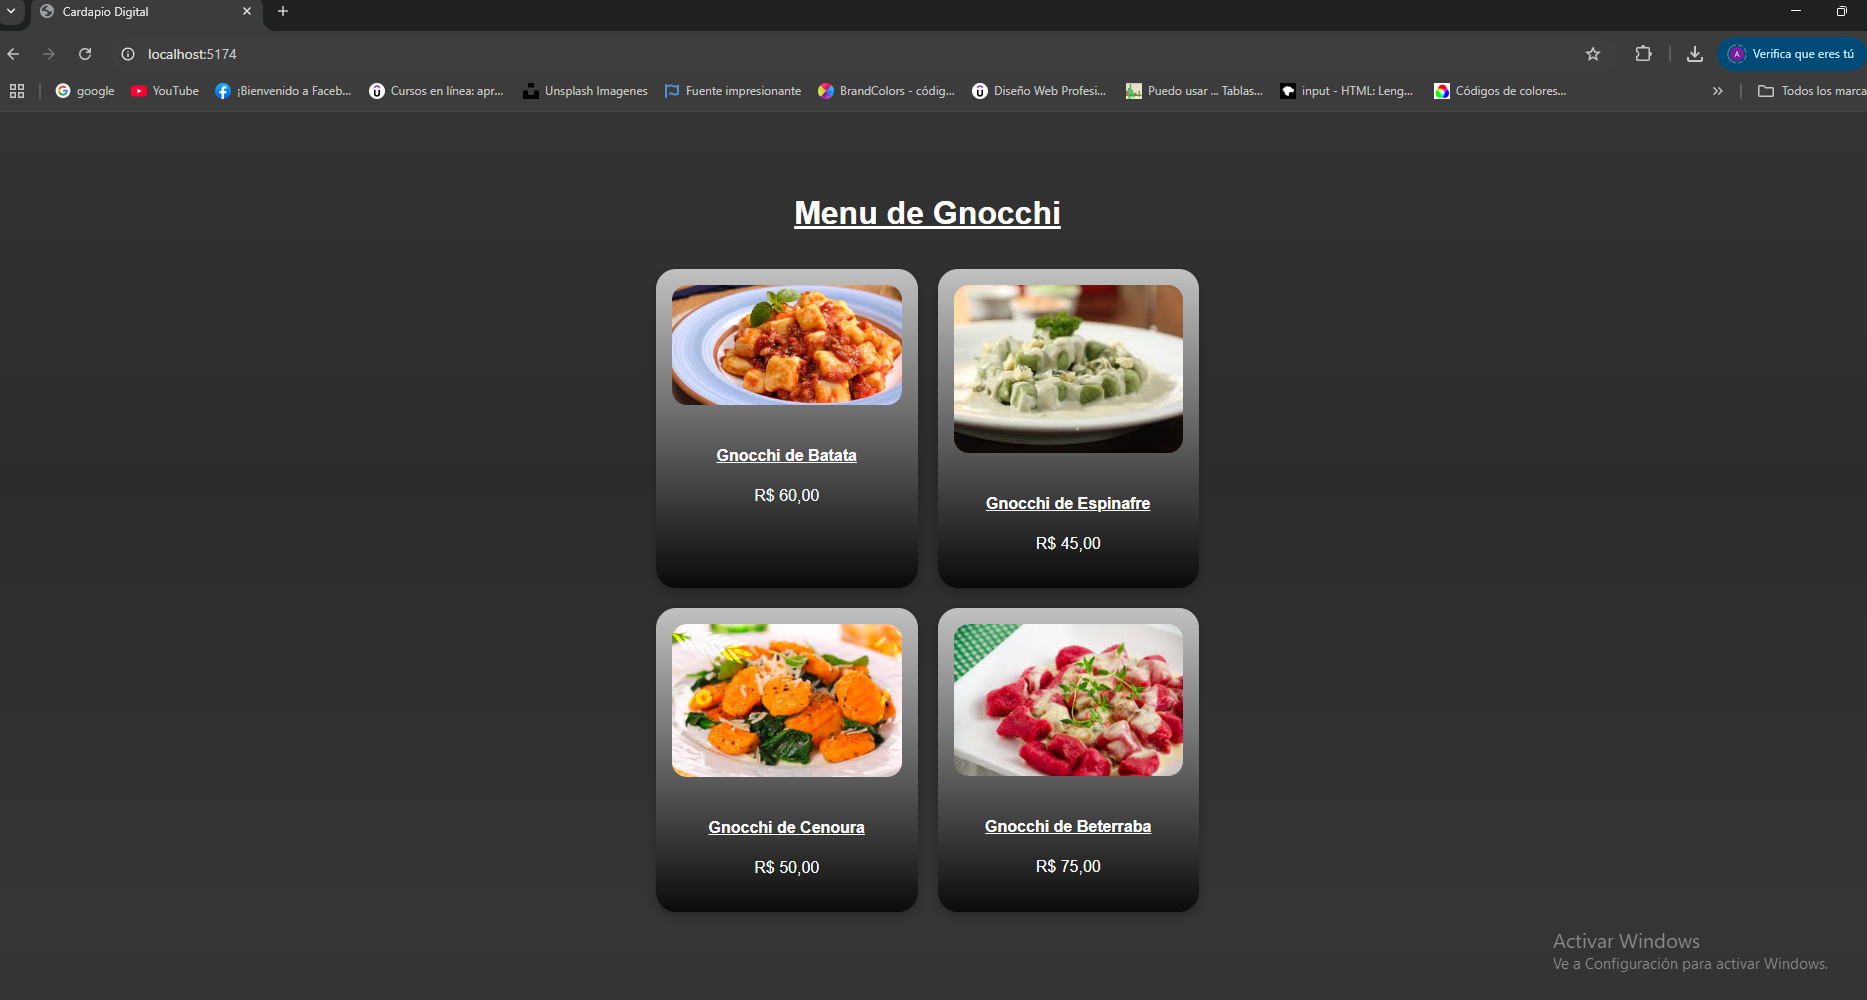 Cardapio Digital
localhost:5174
Verifica que eres tú
google
YouTube
¡Bienvenido a Faceb...
Cursos en línea: apr...
Unsplash Imagenes
Fuente impresionante
BrandColors - códig...
Diseño Web Profesi...
Puedo usar ... Tablas...
input - HTML: Leng...
Códigos de colores...
Todos los marca
Menu de Gnocchi
Gnocchi de Batata
R$ 60,00
Gnocchi de Espinafre
R$ 45,00
Gnocchi de Cenoura
R$ 50,00
Gnocchi de Beterraba
R$ 75,00
Activar Windows
Ve a Configuración para activar Windows.